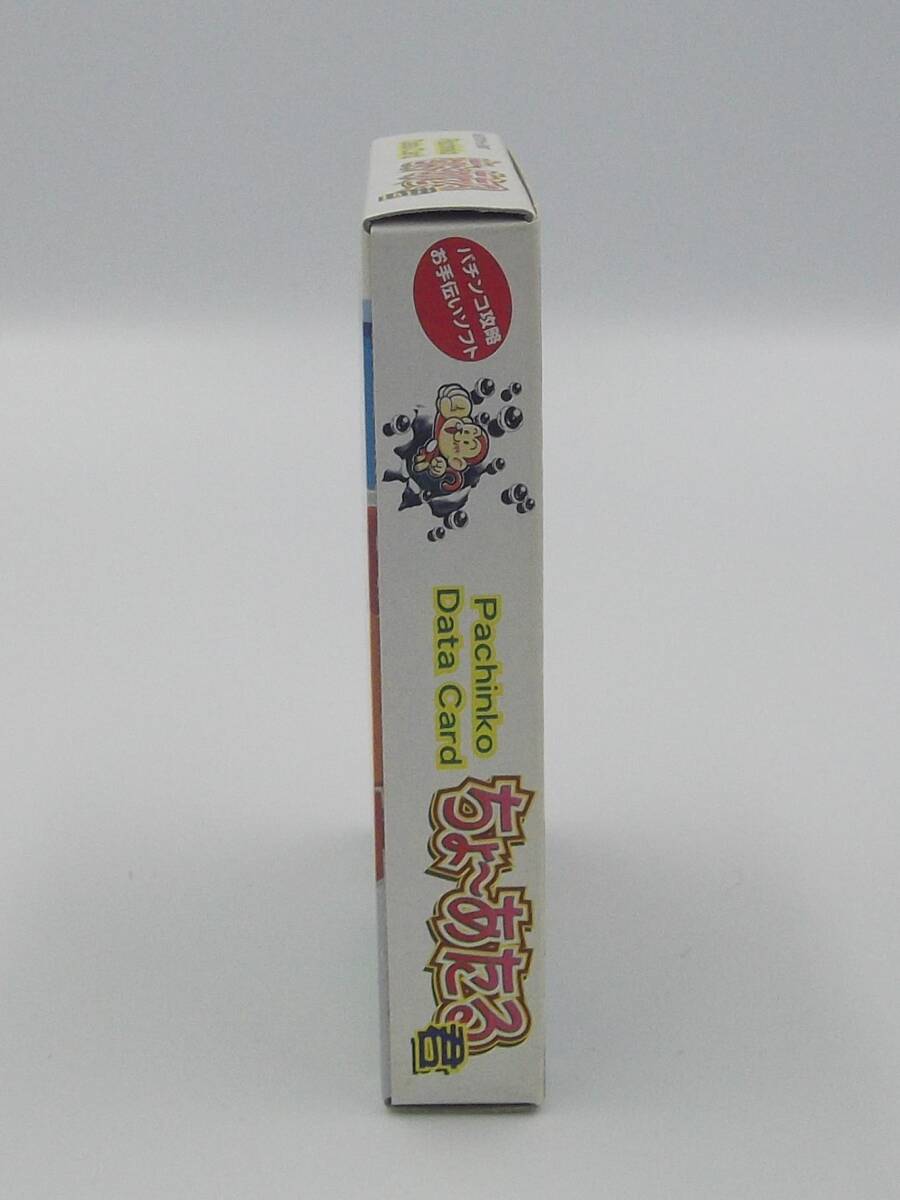 パチンコ攻略
お手伝いソフト
Pachinko
Data Card
ちょ～あたる
君